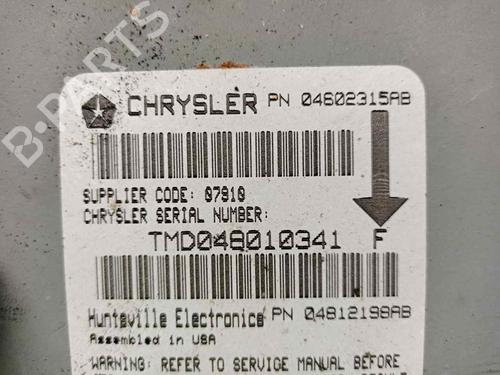 CHRYSLER PN 04602315AB
SUPPLIER CODE: 07910
CHRYSLER SERIAL NUMBER:
TMD048010341 F
Huntsville Electronics PN 04812198AB
Assembled in USA
WARNING: REFER TO SERVICE MANUAL BEFORE
B-PARTS